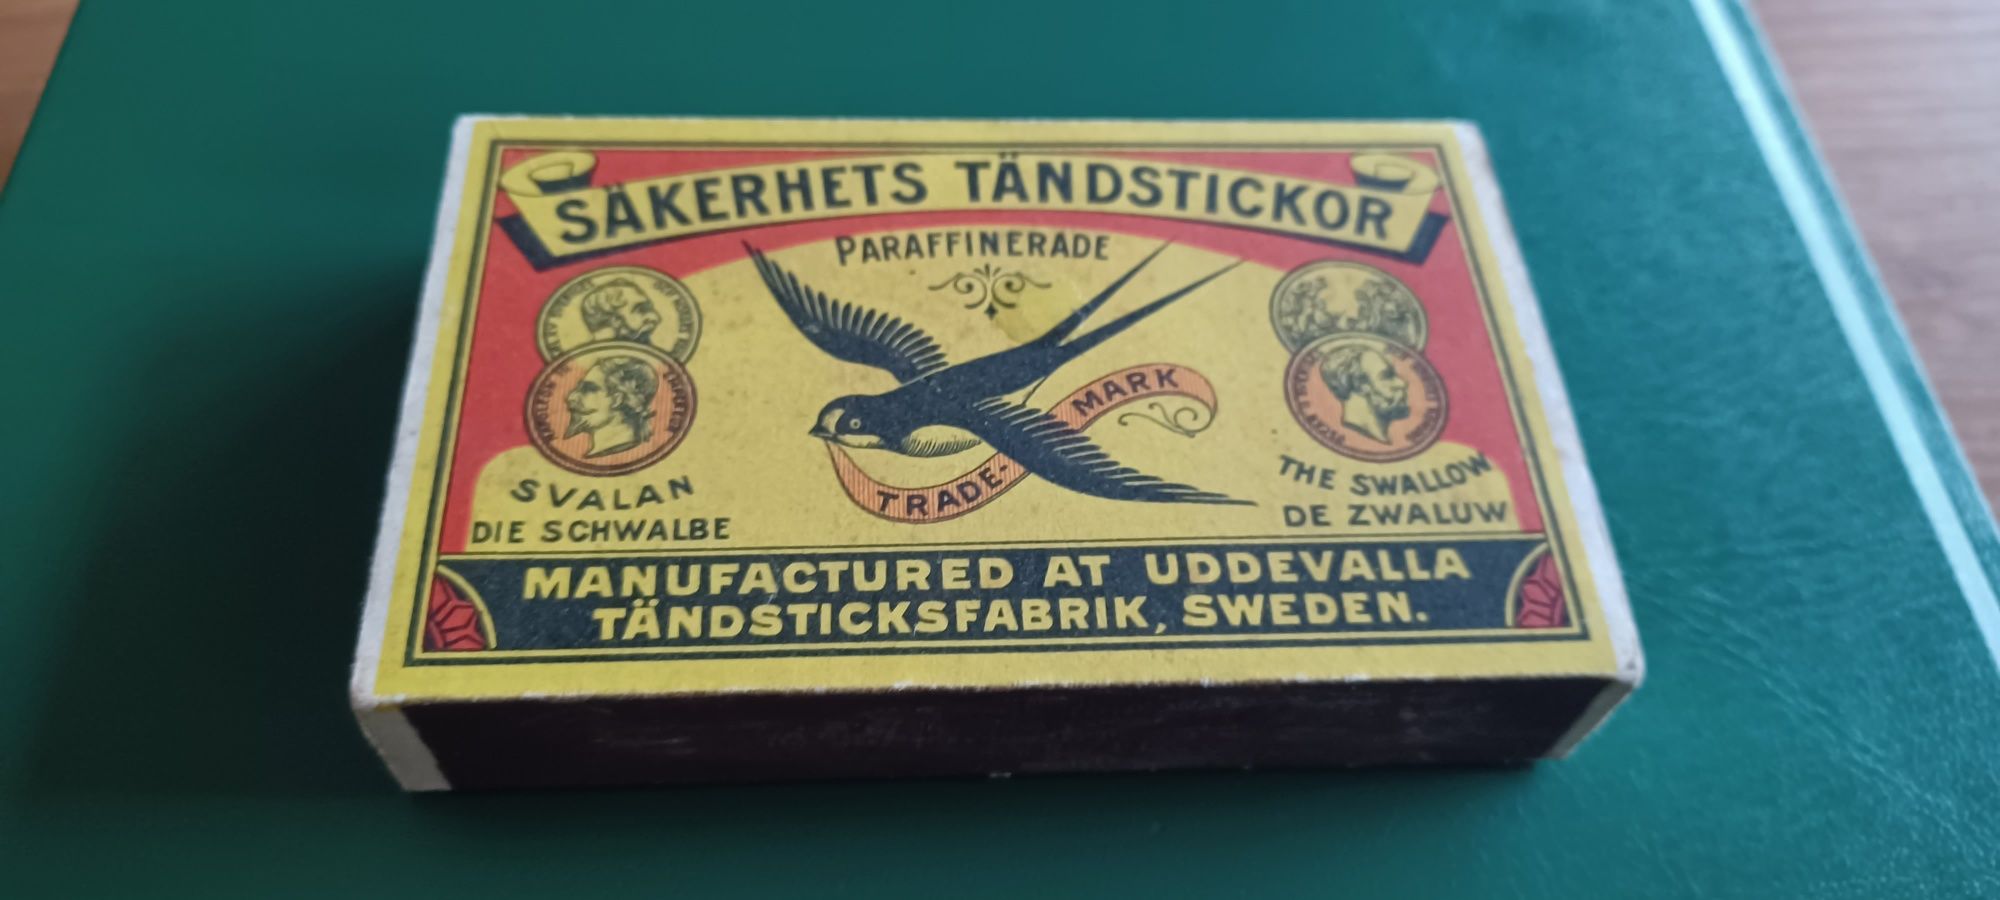 SÄKERHETS TÄNDSTICKOR
PARAFFINERADE
TRADE-MARK
SVALAN
DIE SCHWALBE
THE SWALLOW
DE ZWALUW
MANUFACTURED AT UDDEVALLA
TÄNDSTICKSFABRIK, SWEDEN.